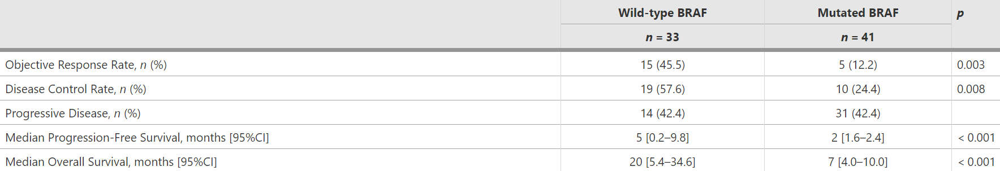 Wild-type BRAF Mutated BRAF p
n = 33 n = 41
Objective Response Rate, n (%) 15 (45.5) 5 (12.2) 0.003
Disease Control Rate, n (%) 19 (57.6) 10 (24.4) 0.008
Progressive Disease, n (%) 14 (42.4) 31 (42.4)
Median Progression-Free Survival, months [95%CI] 5 [0.2–9.8] 2 [1.6–2.4] < 0.001
Median Overall Survival, months [95%CI] 20 [5.4–34.6] 7 [4.0–10.0] < 0.001